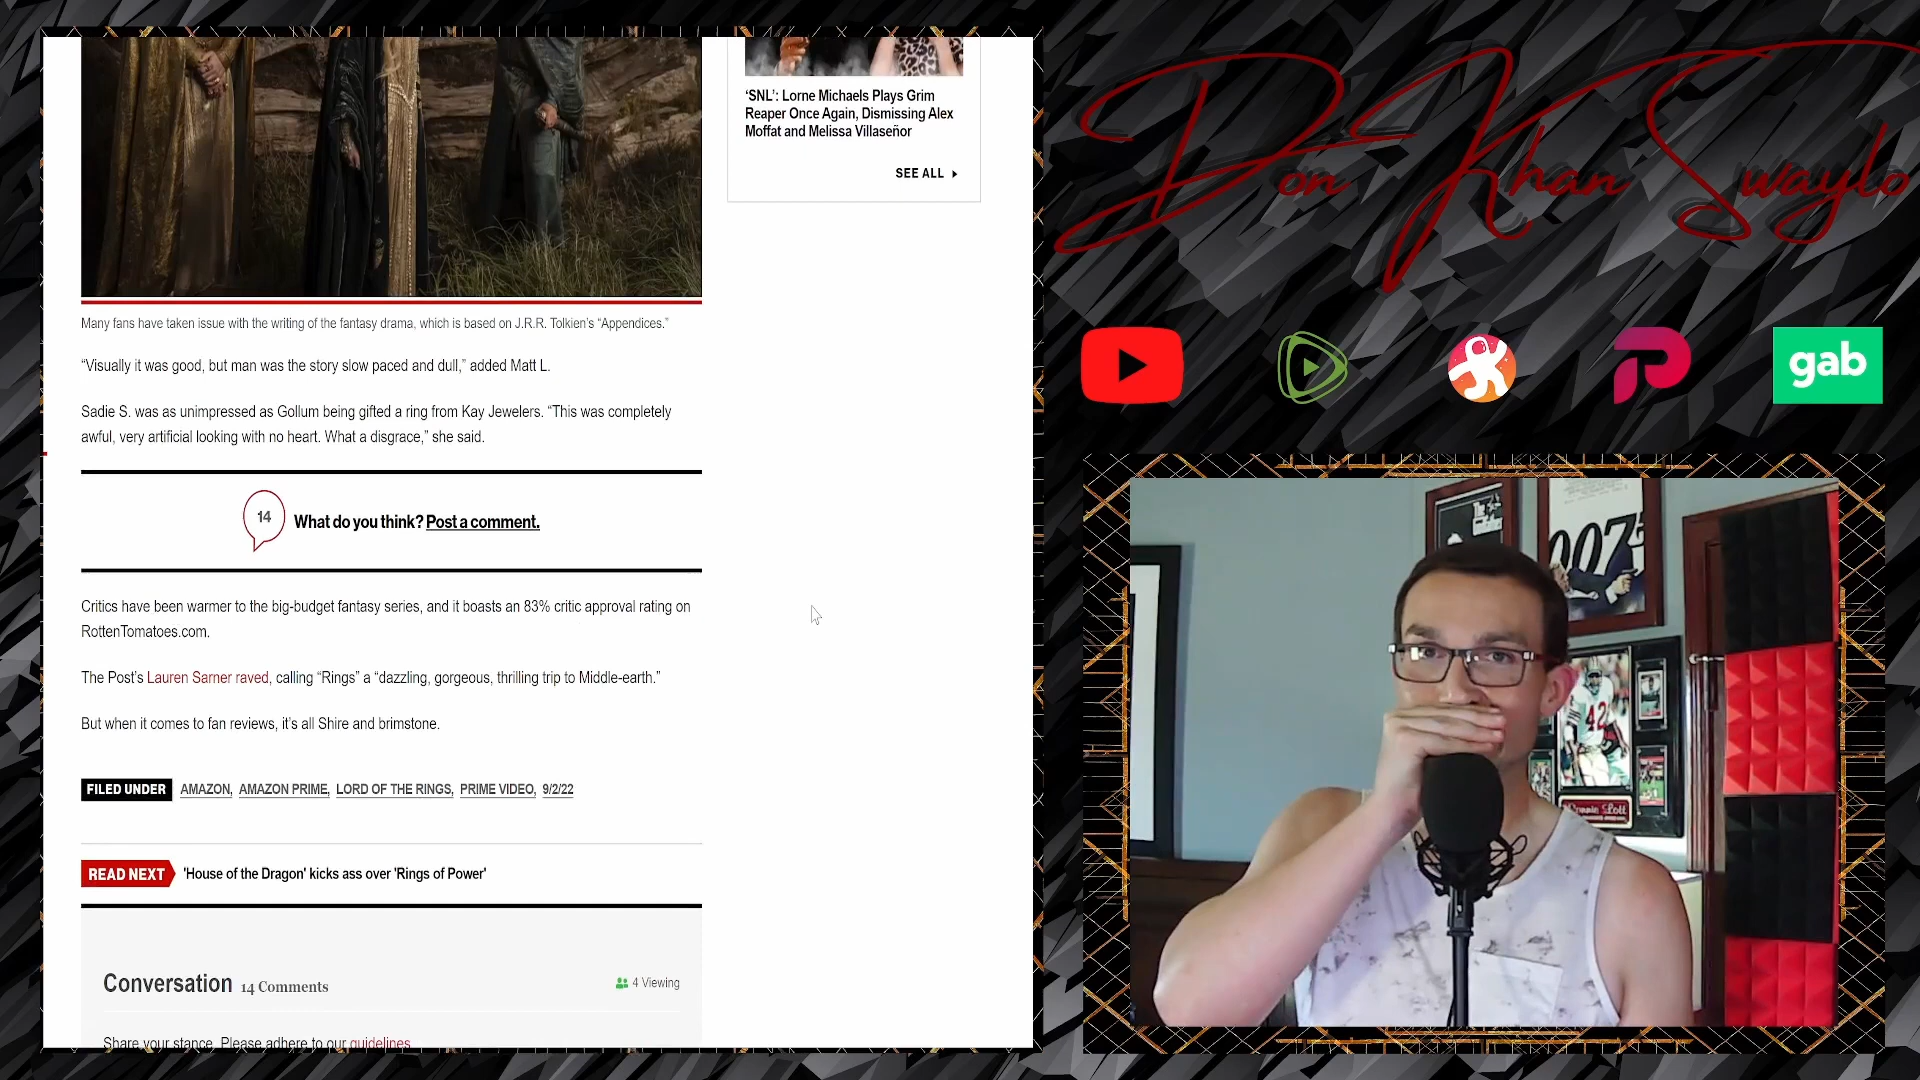 'SNL': Lorne Michaels Plays Grim
Reaper Once Again, Dismissing Alex
Moffat and Melissa Villaseñor
SEE ALL
Many fans have taken issue with the writing of the fantasy drama, which is based on J.R.R. Tolkien's “Appendices.”
“Visually it was good, but man was the story slow paced and dull,” added Matt L.
Sadie S. was as unimpressed as Gollum being gifted a ring from Kay Jewelers. “This was completely
awful, very artificial looking with no heart. What a disgrace,” she said.
14
What do you think? Post a comment.
Critics have been warmer to the big-budget fantasy series, and it boasts an 83% critic approval rating on
RottenTomatoes.com.
The Post's Lauren Sarner raved, calling “Rings” a “dazzling, gorgeous, thrilling trip to Middle-earth.”
But when it comes to fan reviews, it's all Shire and brimstone.
FILED UNDER AMAZON, AMAZON PRIME, LORD OF THE RINGS, PRIME VIDEO, 9/2/22
READ NEXT 'House of the Dragon' kicks ass over 'Rings of Power'
Conversation 14 Comments
4 Viewing
Share your stance. Please adhere to our guidelines
Don Khan Swaylo
gab
007
42
Ronnie Lott